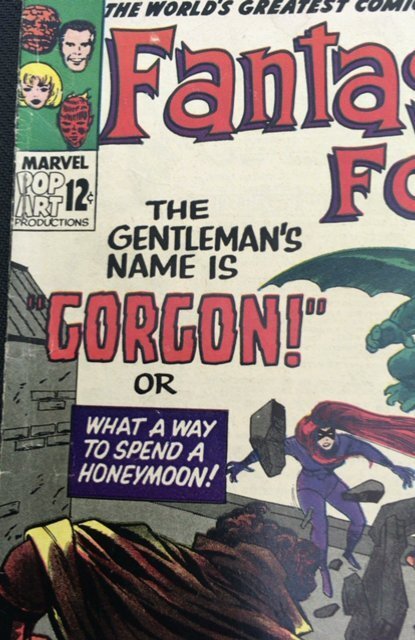 THE WORLD'S GREATEST COMIC
Fantas
FO
MARVEL
POP
ART 12¢
PRODUCTIONS
THE
GENTLEMAN'S
NAME IS
"GORGON!"
OR
WHAT A WAY
TO SPEND A
HONEYMOON!